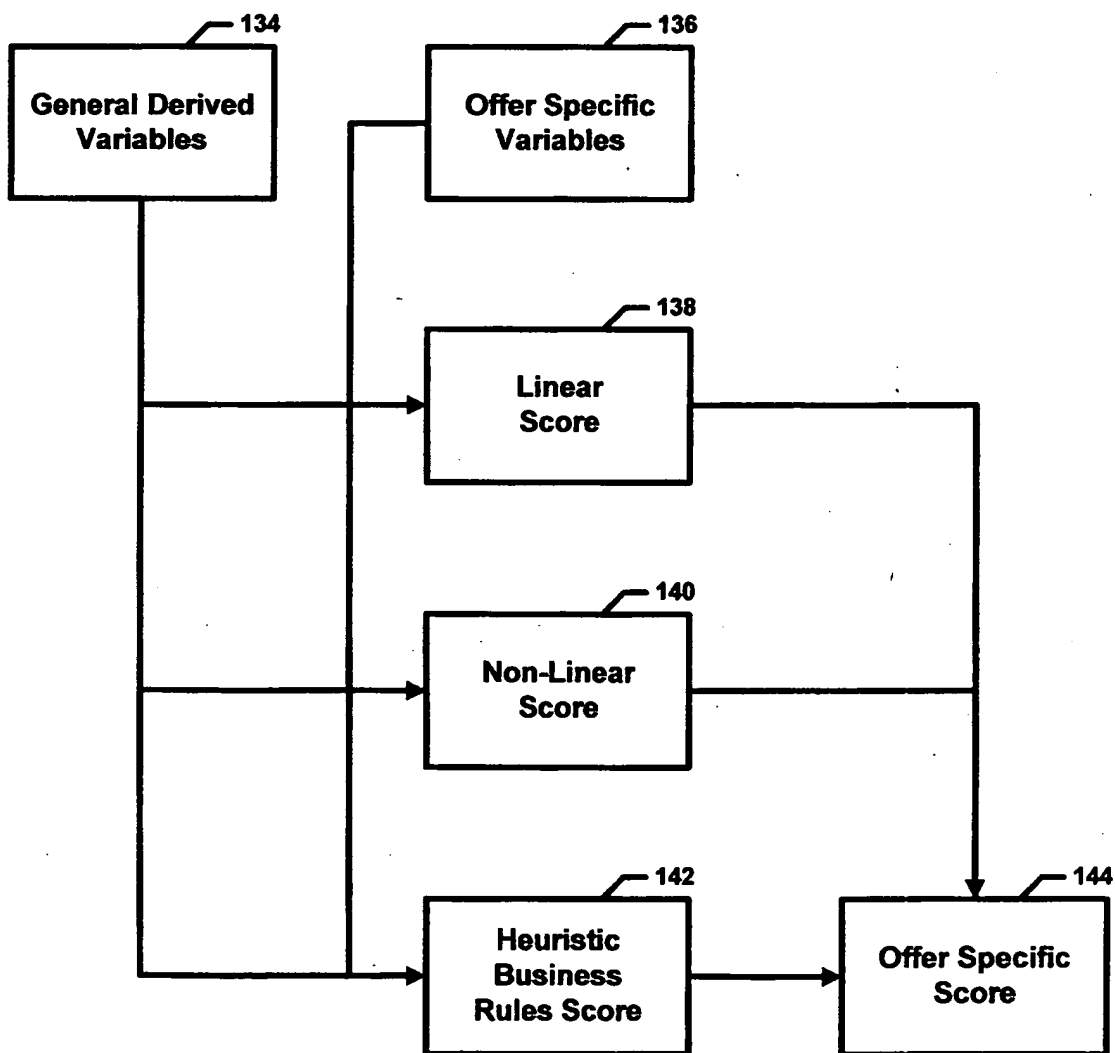 134
General Derived
Variables
136
Offer Specific
Variables
138
Linear
Score
140
Non-Linear
Score
142
Heuristic
Business
Rules Score
144
Offer Specific
Score